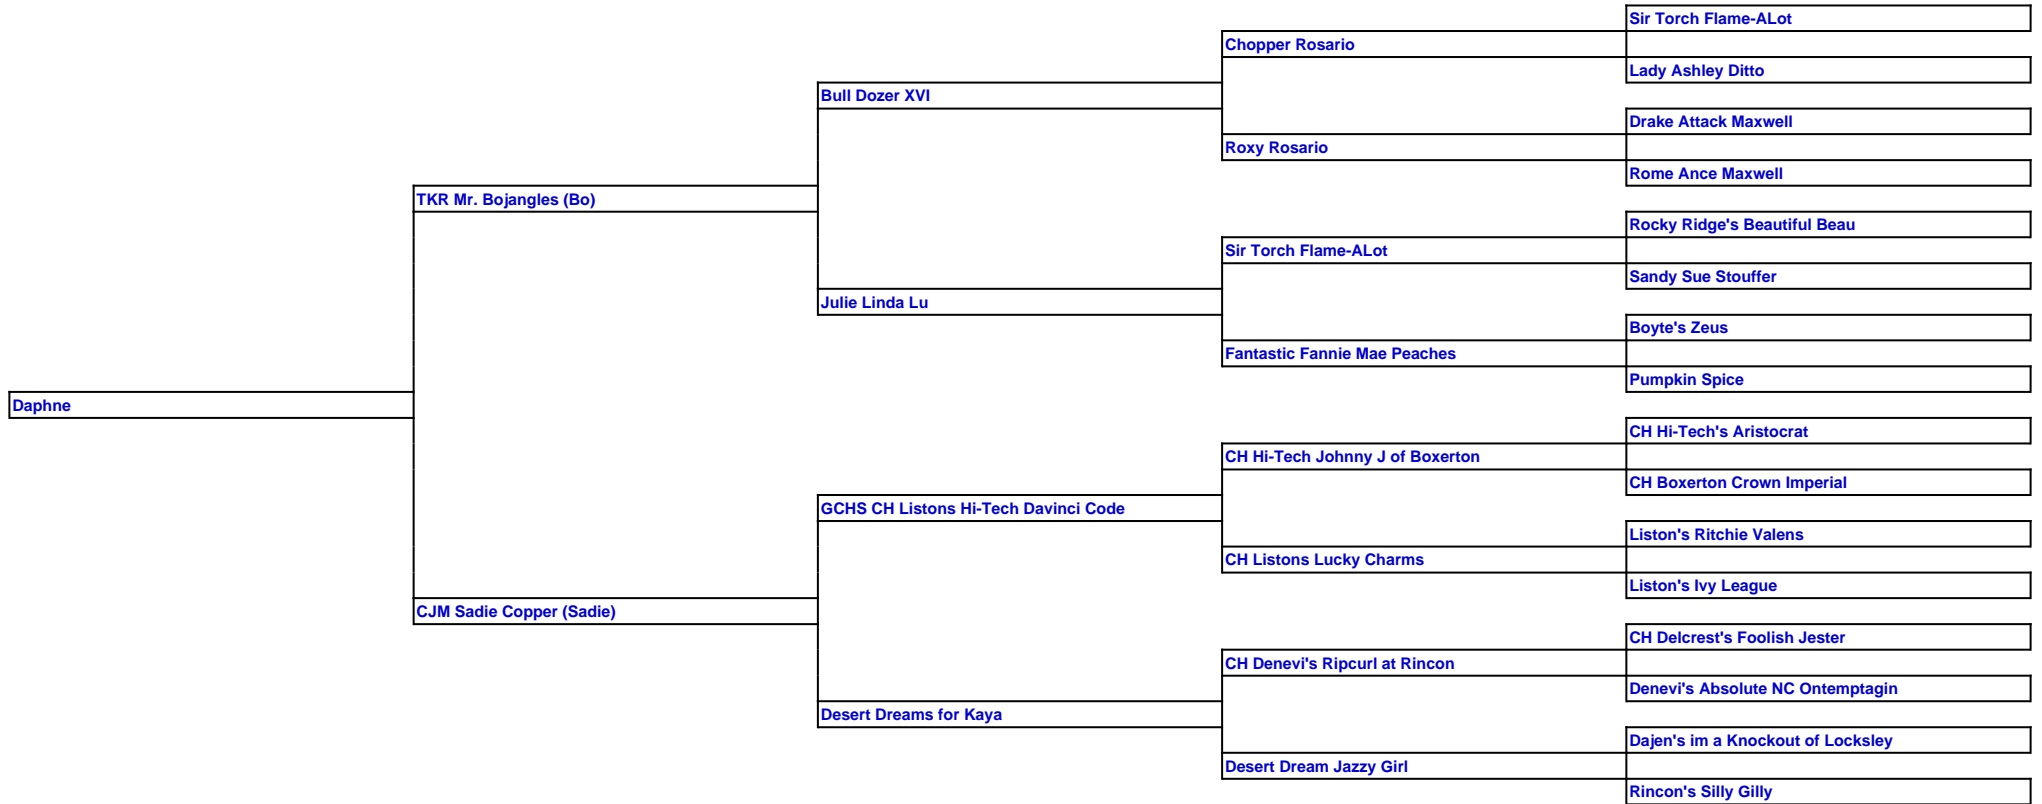 Sir Torch Flame-ALot
Chopper Rosario
Lady Ashley Ditto
Bull Dozer XVI
Drake Attack Maxwell
Roxy Rosario
Rome Ance Maxwell
TKR Mr. Bojangles (Bo)
Rocky Ridge's Beautiful Beau
Sir Torch Flame-ALot
Sandy Sue Stouffer
Julie Linda Lu
Boyte's Zeus
Fantastic Fannie Mae Peaches
Pumpkin Spice
Daphne
CH Hi-Tech's Aristocrat
CH Hi-Tech Johnny J of Boxerton
CH Boxerton Crown Imperial
GCHS CH Listons Hi-Tech Davinci Code
Liston's Ritchie Valens
CH Listons Lucky Charms
Liston's Ivy League
CJM Sadie Copper (Sadie)
CH Delcrest's Foolish Jester
CH Denevi's Ripcurl at Rincon
Denevi's Absolute NC Ontemptagin
Desert Dreams for Kaya
Dajen's im a Knockout of Locksley
Desert Dream Jazzy Girl
Rincon's Silly Gilly